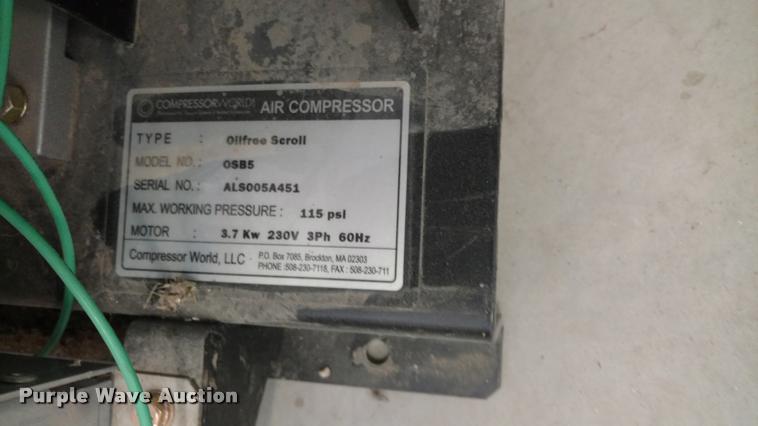 COMPRESSORWORLD AIR COMPRESSOR
TYPE : Oilfree Scroll
MODEL NO. : OSB5
SERIAL NO. : ALS005A451
MAX. WORKING PRESSURE : 115 psi
MOTOR : 3.7 Kw 230V 3Ph 60Hz
Compressor World, LLC
P.O. Box 7085, Brockton, MA 02303
PHONE :508-230-7118, FAX : 508-230-711
Purple Wave Auction